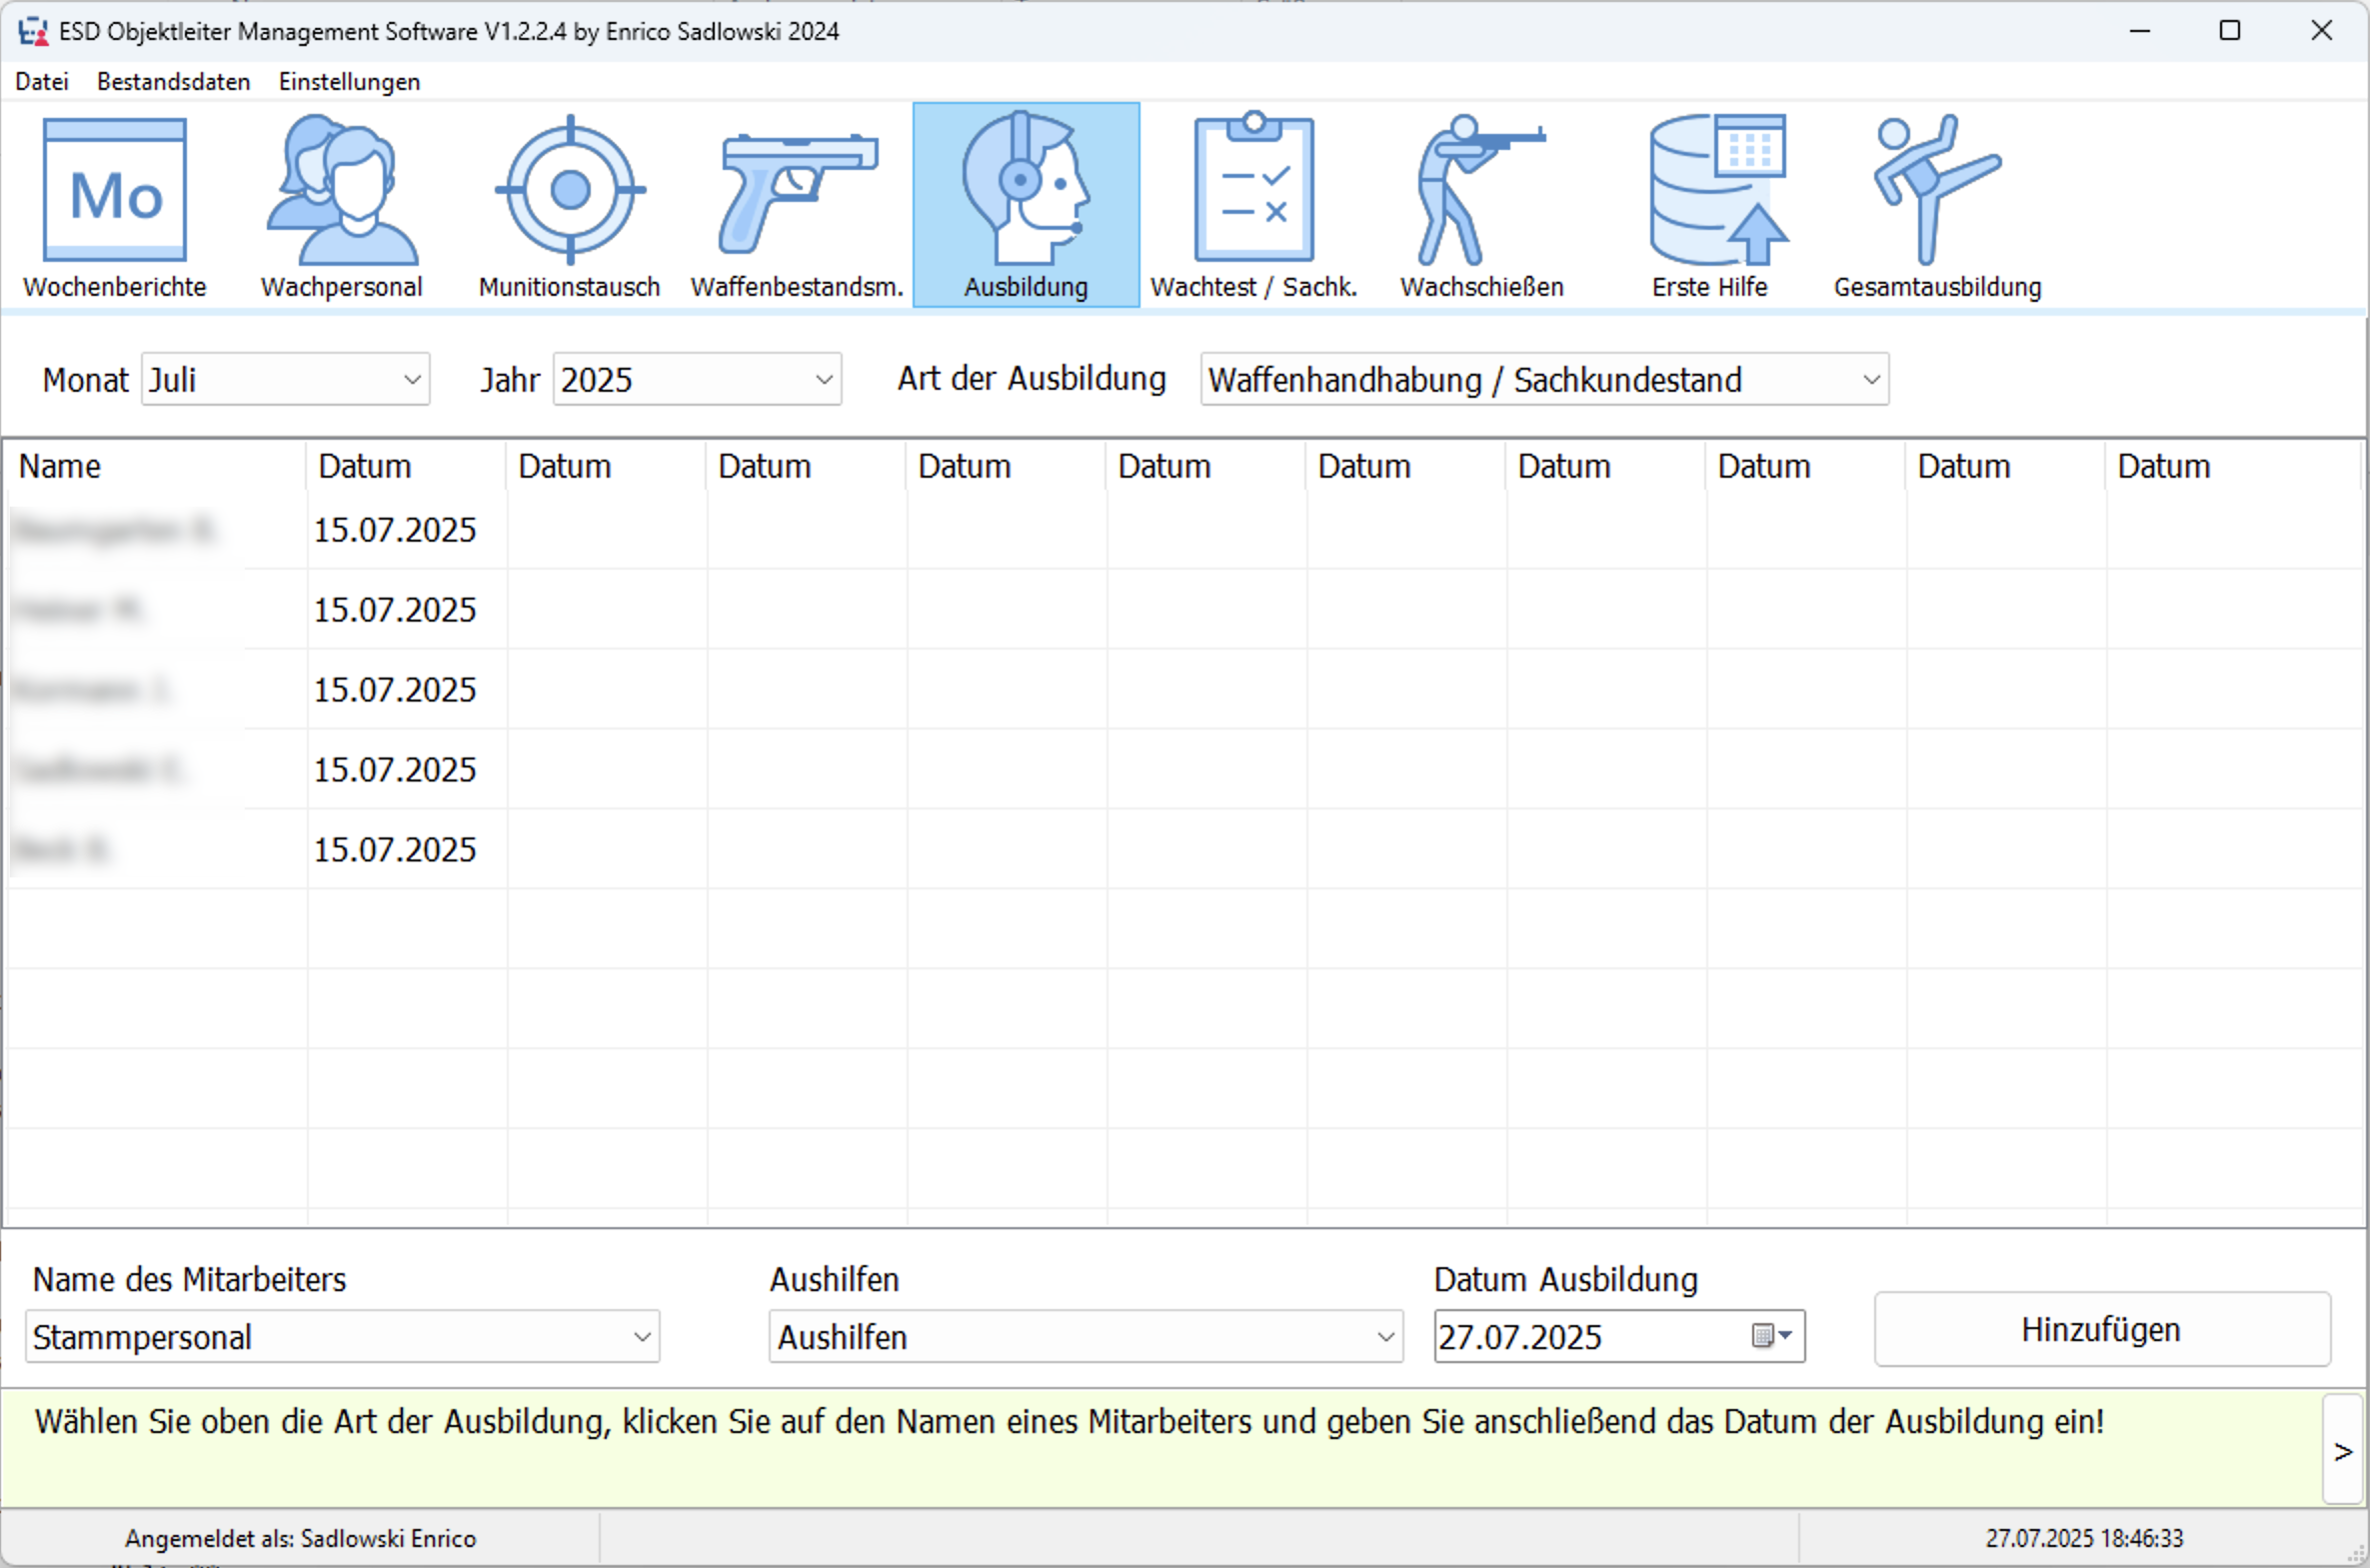 ESD Objektleiter Management Software V1.2.2.4 by Enrico Sadlowski 2024
Datei Bestandsdaten Einstellungen
Mo
Wochenberichte Wachpersonal Munitionstausch Waffenbestandsm. Ausbildung Wachtest / Sachk. Wachschießen Erste Hilfe Gesamtausbildung
Monat Juli Jahr 2025 Art der Ausbildung Waffenhandhabung / Sachkundestand
Name Datum Datum Datum Datum Datum Datum Datum Datum Datum Datum
15.07.2025
15.07.2025
15.07.2025
15.07.2025
15.07.2025
Name des Mitarbeiters Aushilfen Datum Ausbildung
Stammpersonal Aushilfen 27.07.2025 Hinzufügen
Wählen Sie oben die Art der Ausbildung, klicken Sie auf den Namen eines Mitarbeiters und geben Sie anschließend das Datum der Ausbildung ein!
>
Angemeldet als: Sadlowski Enrico 27.07.2025 18:46:33